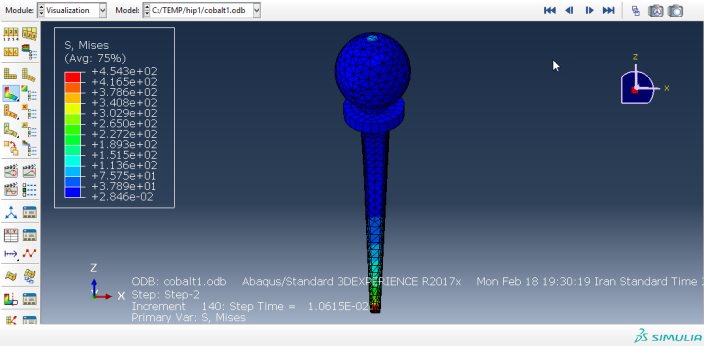 Module: Visualization Model: C:/TEMP/hip1/cobalt1.odb
S, Mises
(Avg: 75%)
+4.543e+02
+4.165e+02
+3.786e+02
+3.408e+02
+3.029e+02
+2.650e+02
+2.272e+02
+1.893e+02
+1.515e+02
+1.136e+02
+7.575e+01
+3.789e+01
+2.846e-02
Z
X
Z
X
ODB: cobalt1.odb Abaqus/Standard 3DEXPERIENCE R2017x Mon Feb 18 19:30:19 Iran Standard Time
Step: Step-2
Increment 140: Step Time = 1.0615E-02
Primary Var: S, Mises
SIMULIA